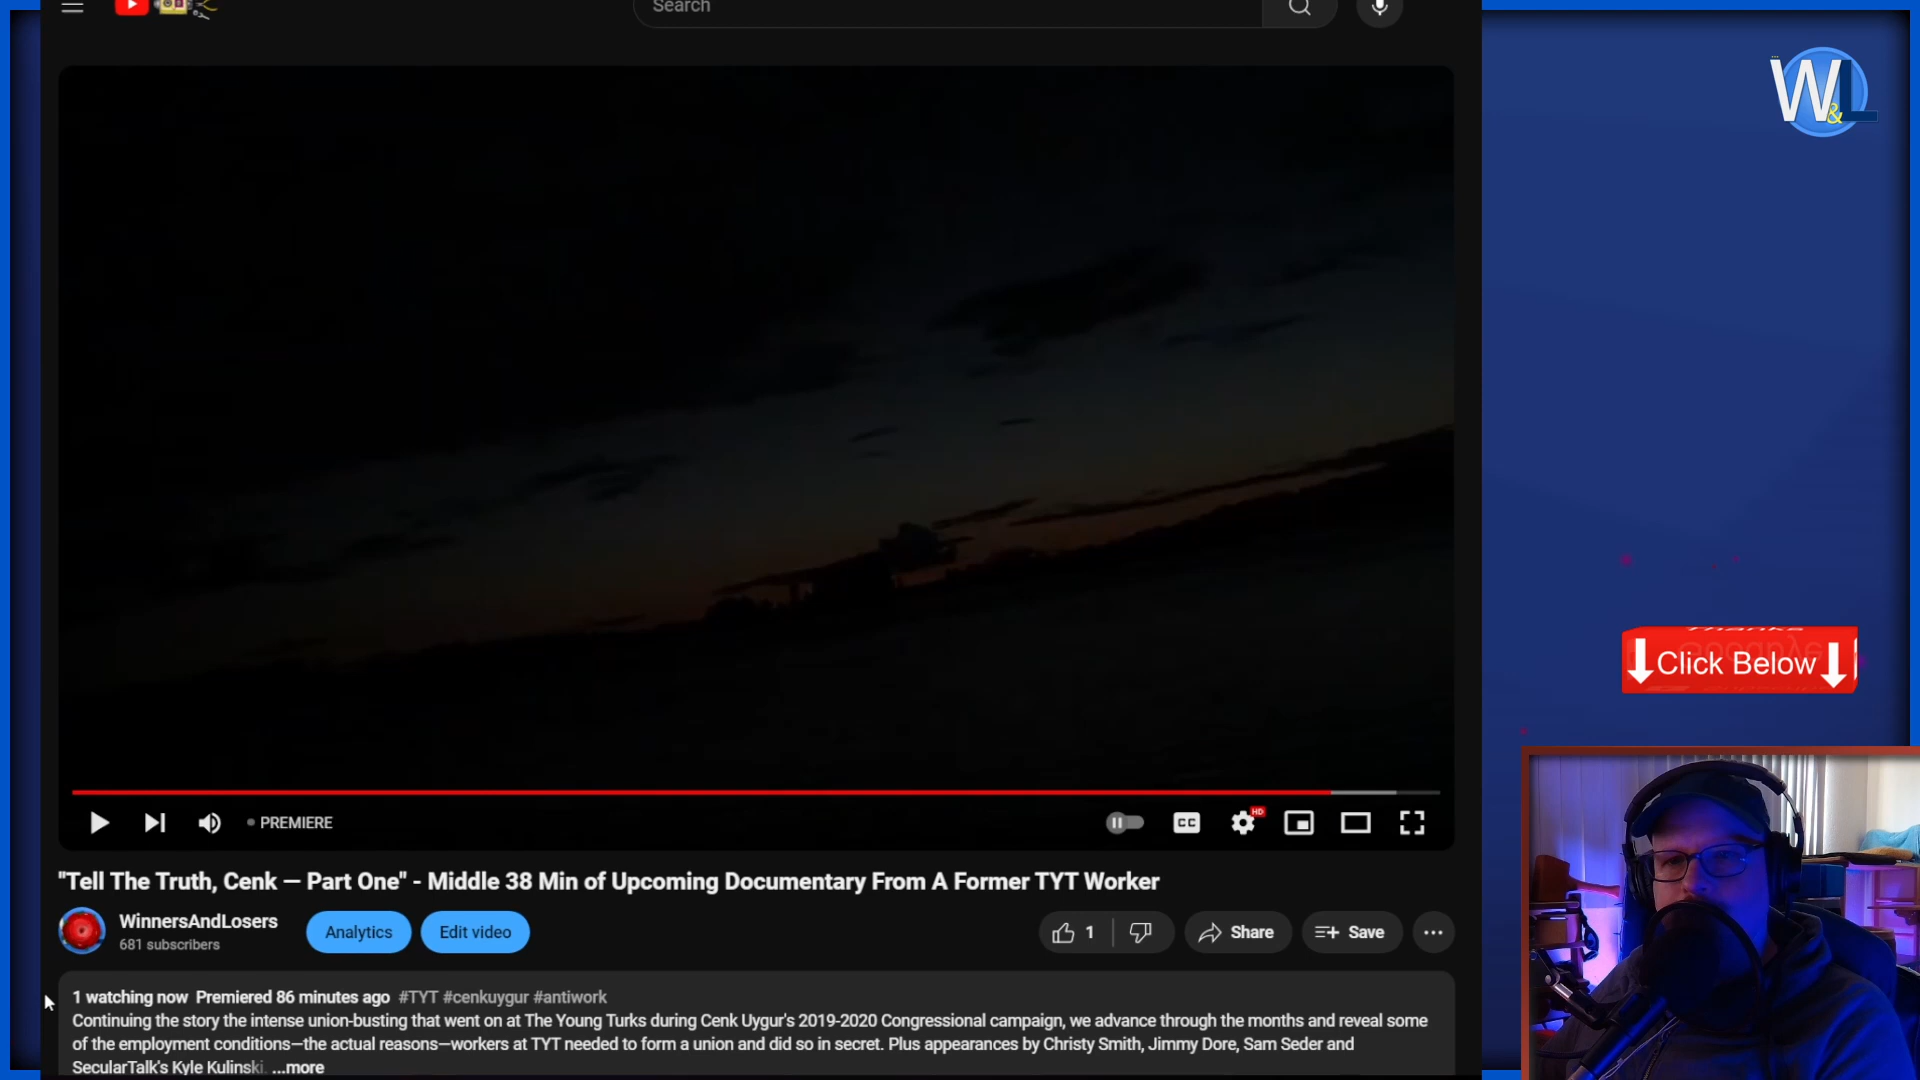 Search
W&L
PREMIERE
CC
HD
"Tell The Truth, Cenk — Part One" - Middle 38 Min of Upcoming Documentary From A Former TYT Worker
WinnersAndLosers
681 subscribers
Analytics
Edit video
1
Share
Save
1 watching now Premiered 86 minutes ago #TYT #cenkuygur #antiwork
Continuing the story the intense union-busting that went on at The Young Turks during Cenk Uygur's 2019-2020 Congressional campaign, we advance through the months and reveal some
of the employment conditions—the actual reasons—workers at TYT needed to form a union and did so in secret. Plus appearances by Christy Smith, Jimmy Dore, Sam Seder and
SecularTalk's Kyle Kulinski. ...more
Click Below